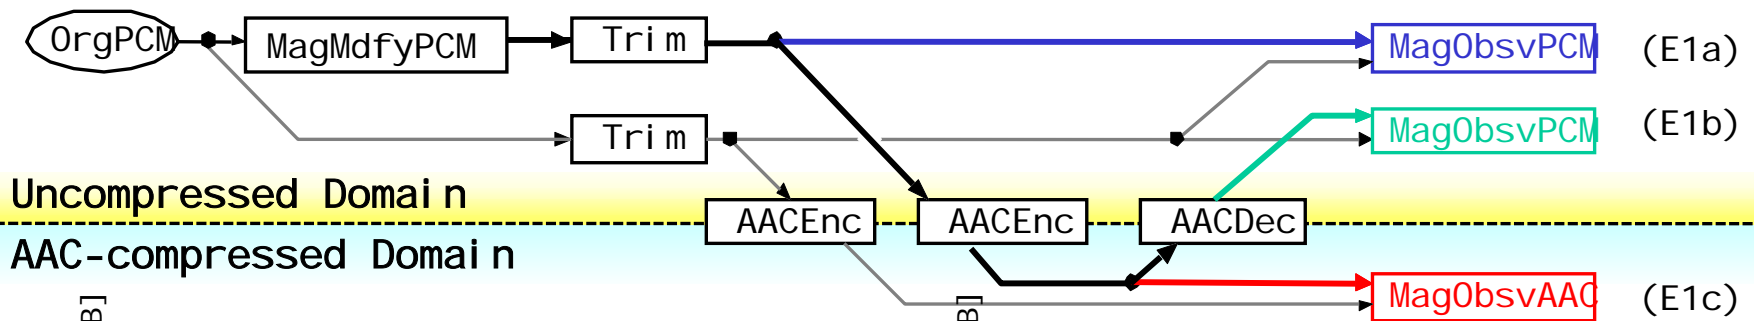 OrgPCM MagMdfyPCM Trim MagObsvPCM (E1a)
Trim MagObsvPCM (E1b)
Uncompressed Domain
AACEnc AACEnc AACDec
AAC-compressed Domain
MagObsvAAC (E1c)
B] B]